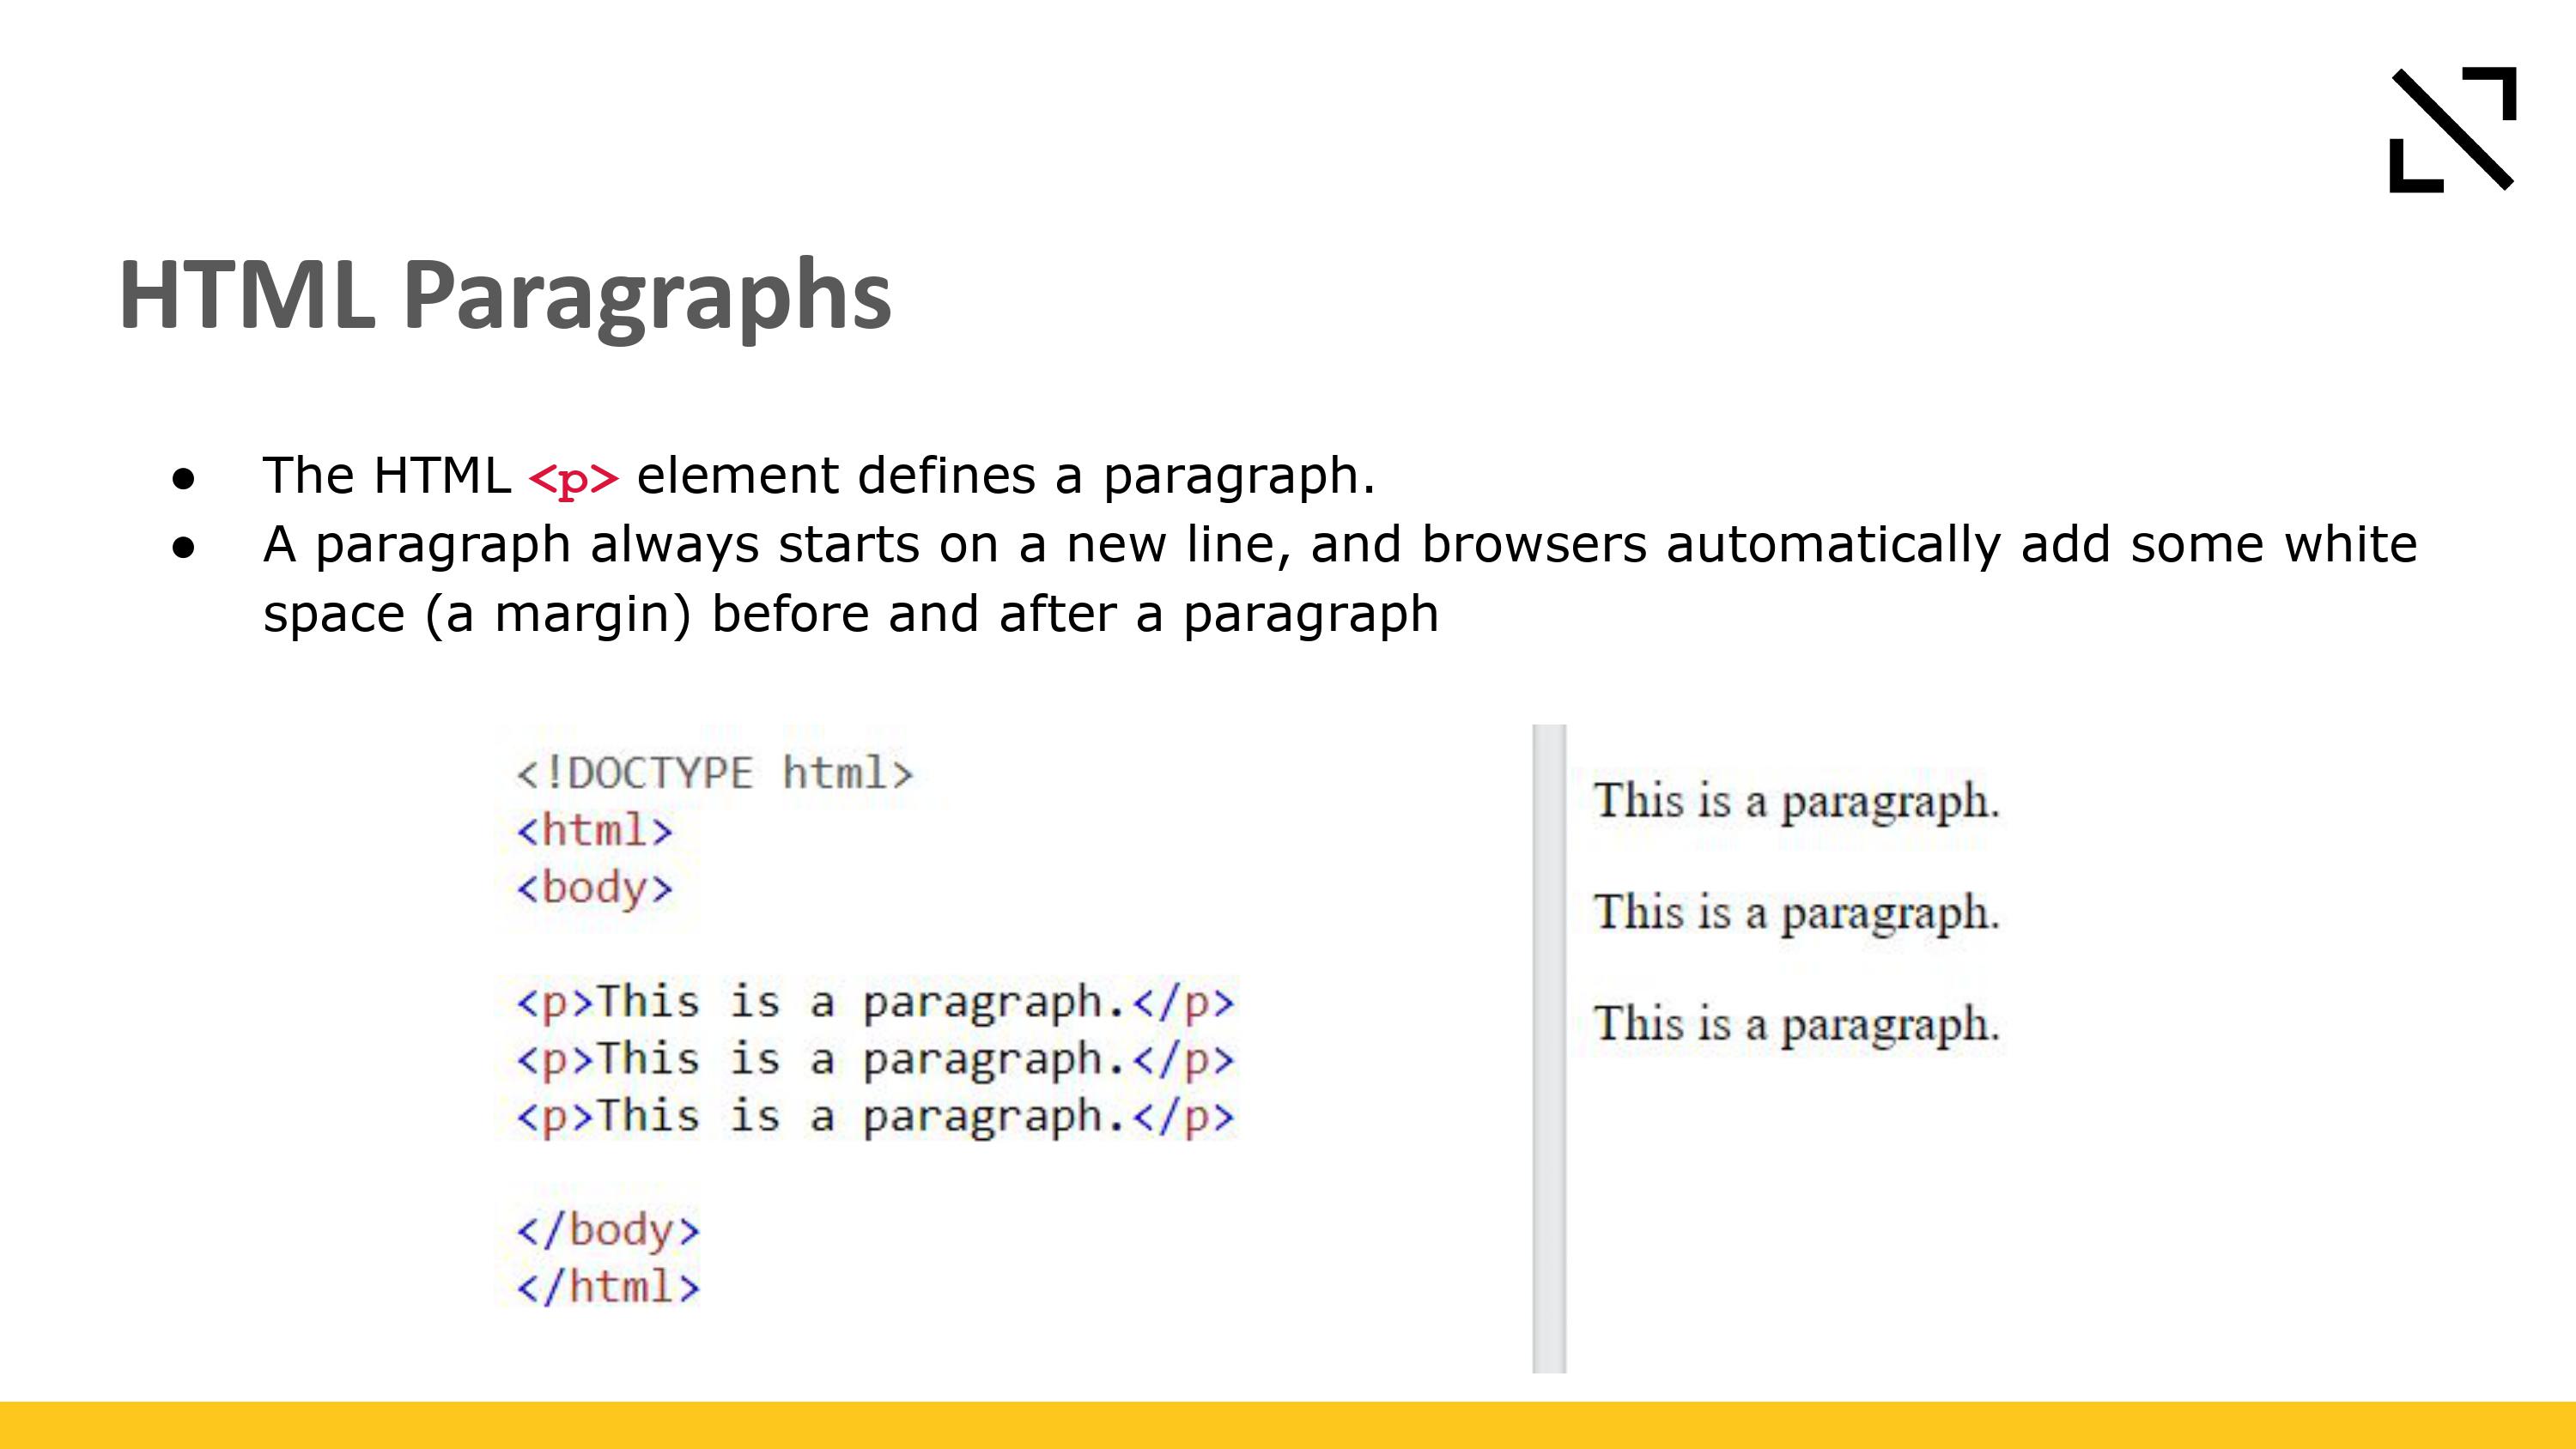 HTML Paragraphs
● The HTML <p> element defines a paragraph.
● A paragraph always starts on a new line, and browsers automatically add some white
space (a margin) before and after a paragraph
<!DOCTYPE html>
<html>
<body>
<p>This is a paragraph.</p>
<p>This is a paragraph.</p>
<p>This is a paragraph.</p>
</body>
</html>
This is a paragraph.
This is a paragraph.
This is a paragraph.